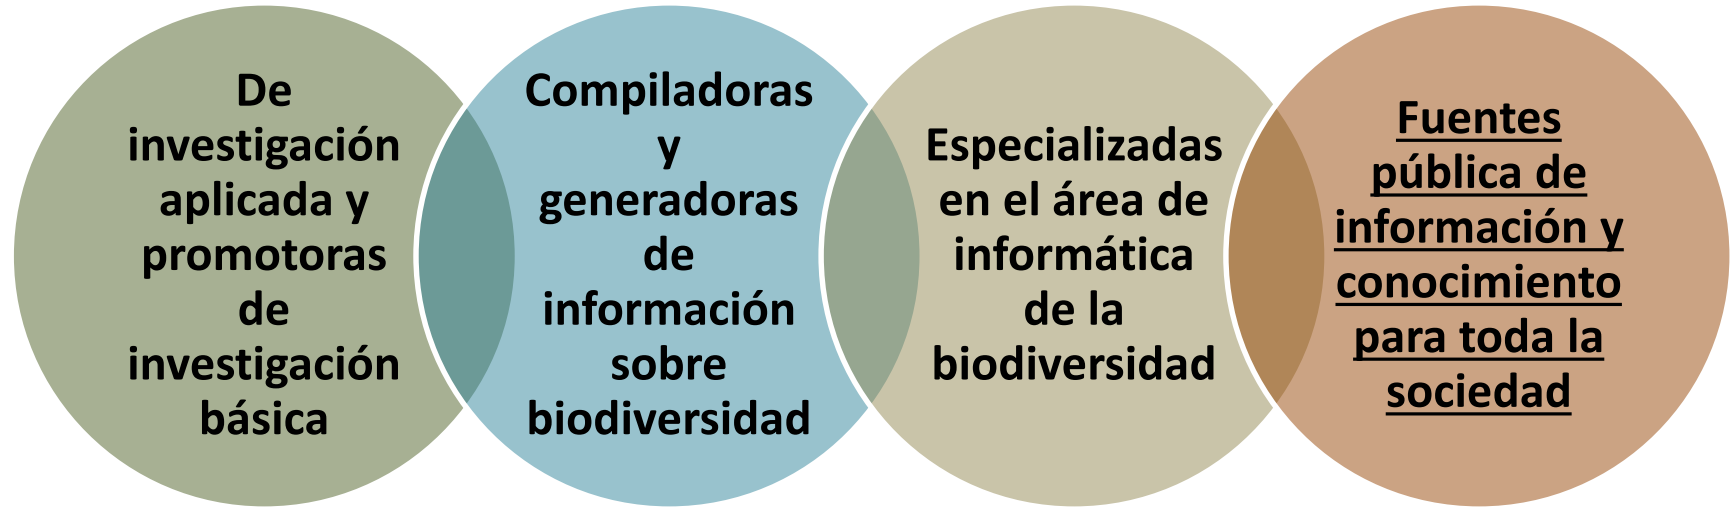 De
investigación
aplicada y
promotoras
de
investigación
básica
Compiladoras
y
generadoras
de
información
sobre
biodiversidad
Especializadas
en el área de
informática
de la
biodiversidad
Fuentes
pública de
información y
conocimiento
para toda la
sociedad